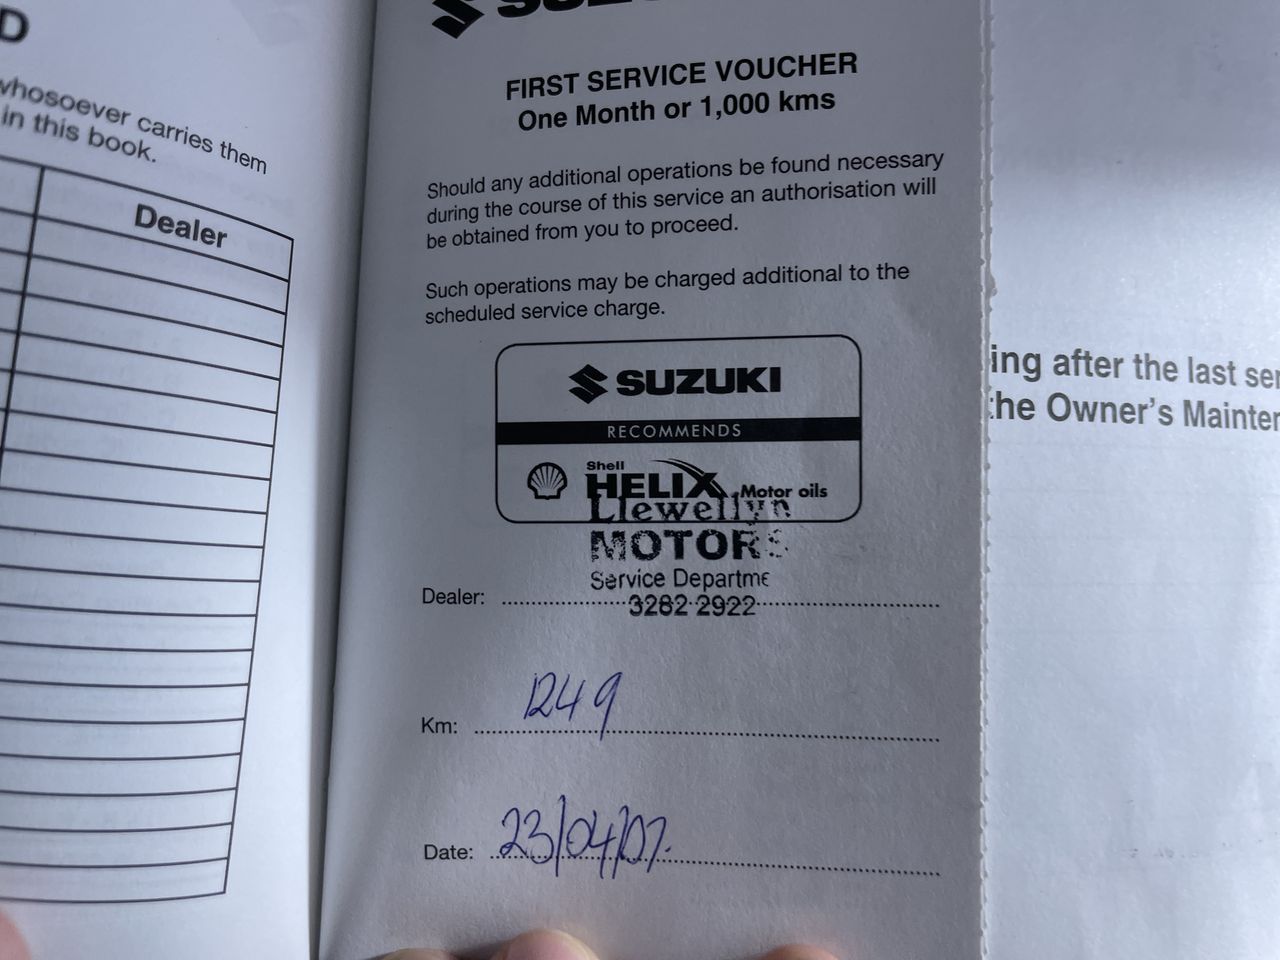 D
whosoever carries them
in this book.
Dealer
SUZUKI
FIRST SERVICE VOUCHER
One Month or 1,000 kms
Should any additional operations be found necessary
during the course of this service an authorisation will
be obtained from you to proceed.
Such operations may be charged additional to the
scheduled service charge.
SUZUKI
RECOMMENDS
Shell
HELIX Motor oils
Llewellyn
MOTORS
Service Departme
Dealer: 3282 2922
Km: 1249
Date: 23/04/07.
ing after the last ser
the Owner's Mainten